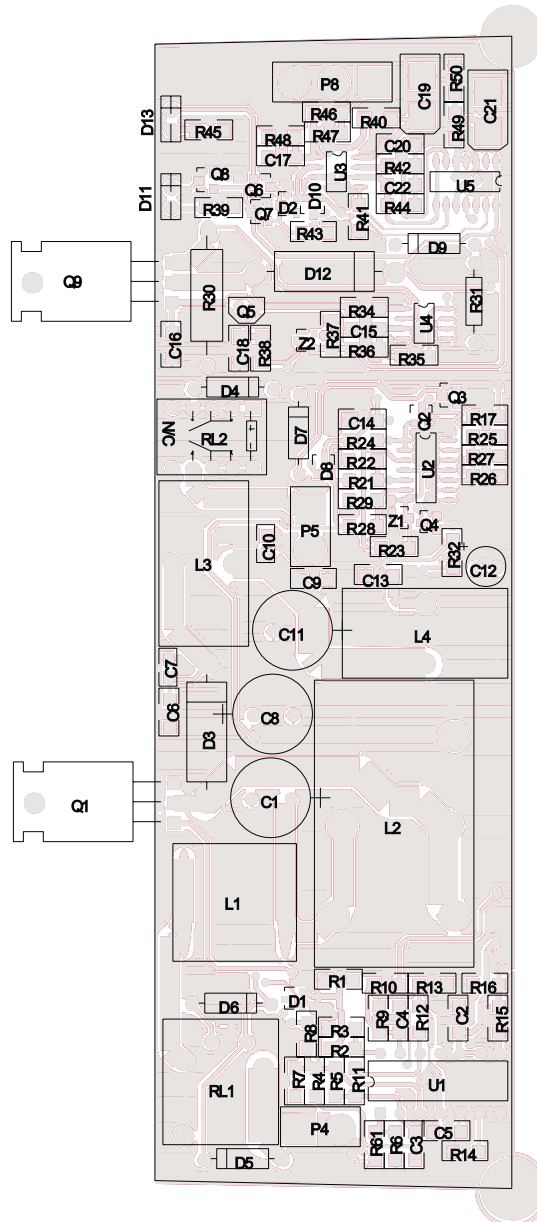 P8
R50
C19
C21
R46
R40
D13
R45
R48
R47
R49
C17
U3
C20
R42
Q8
Q6
C22
U5
D11
R39
Q7
D2
D10
R41
R44
R43
D9
Q9
D12
R30
R31
Q5
R34
C16
C18
R38
Z2
R37
C15
U4
R36
R35
D4
Q3
NC
RL2
D7
C14
Q2
R17
R24
R25
D8
R22
U2
R27
R21
R26
R29
P5
R28
Z1
Q4
C10
R23
R32
L3
C9
C13
C12
C11
L4
C7
C6
D3
C8
Q1
C1
L2
L1
R1
R10
R13
R16
D6
D1
R8
R3
R9
C4
R12
C2
R15
R2
R7
R4
R5
R11
U1
RL1
P4
R61
R6
C3
C5
R14
D5